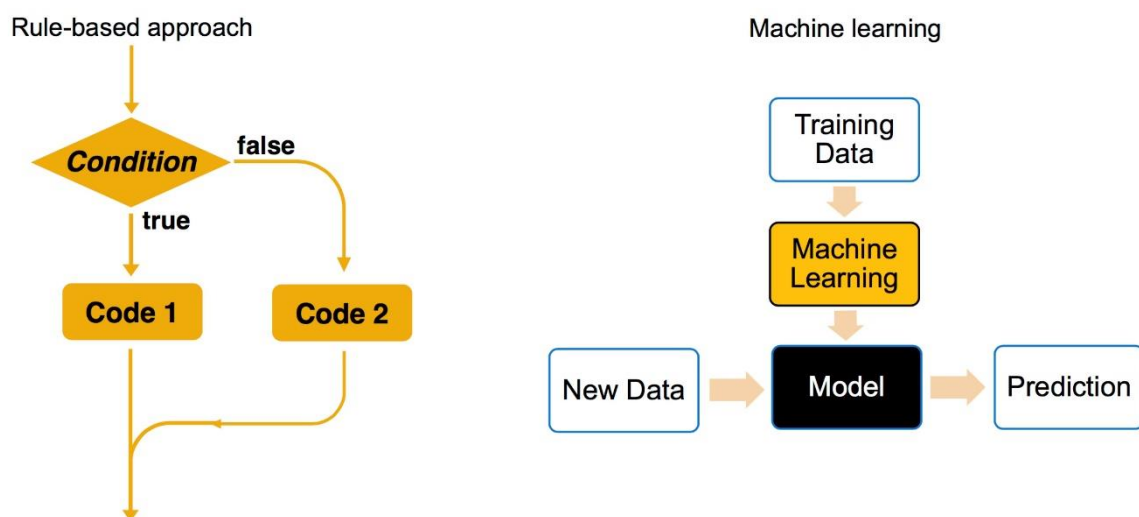 Rule-based approach
Condition
false
true
Code 1
Code 2
Machine learning
Training
Data
Machine
Learning
New Data
Model
Prediction